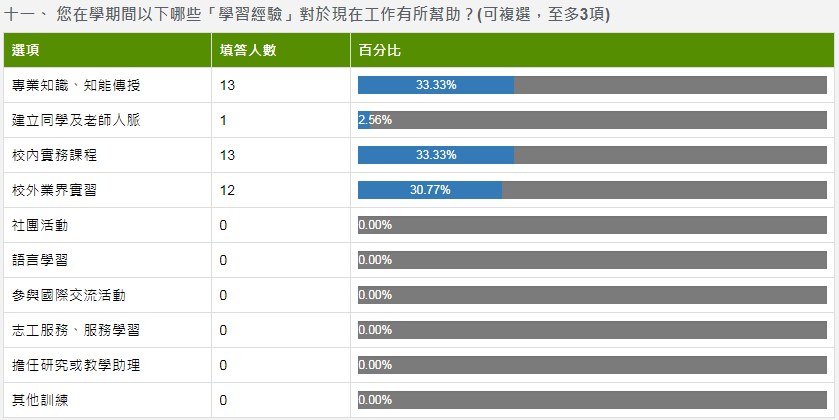 十一、 您在學期間以下哪些「學習經驗」對於現在工作有所幫助？(可複選，至多3項)
選項 填答人數 百分比
專業知識、知能傳授 13 33.33%
建立同學及老師人脈 1 2.56%
校內實務課程 13 33.33%
校外業界實習 12 30.77%
社團活動 0 0.00%
語言學習 0 0.00%
參與國際交流活動 0 0.00%
志工服務、服務學習 0 0.00%
擔任研究或教學助理 0 0.00%
其他訓練 0 0.00%